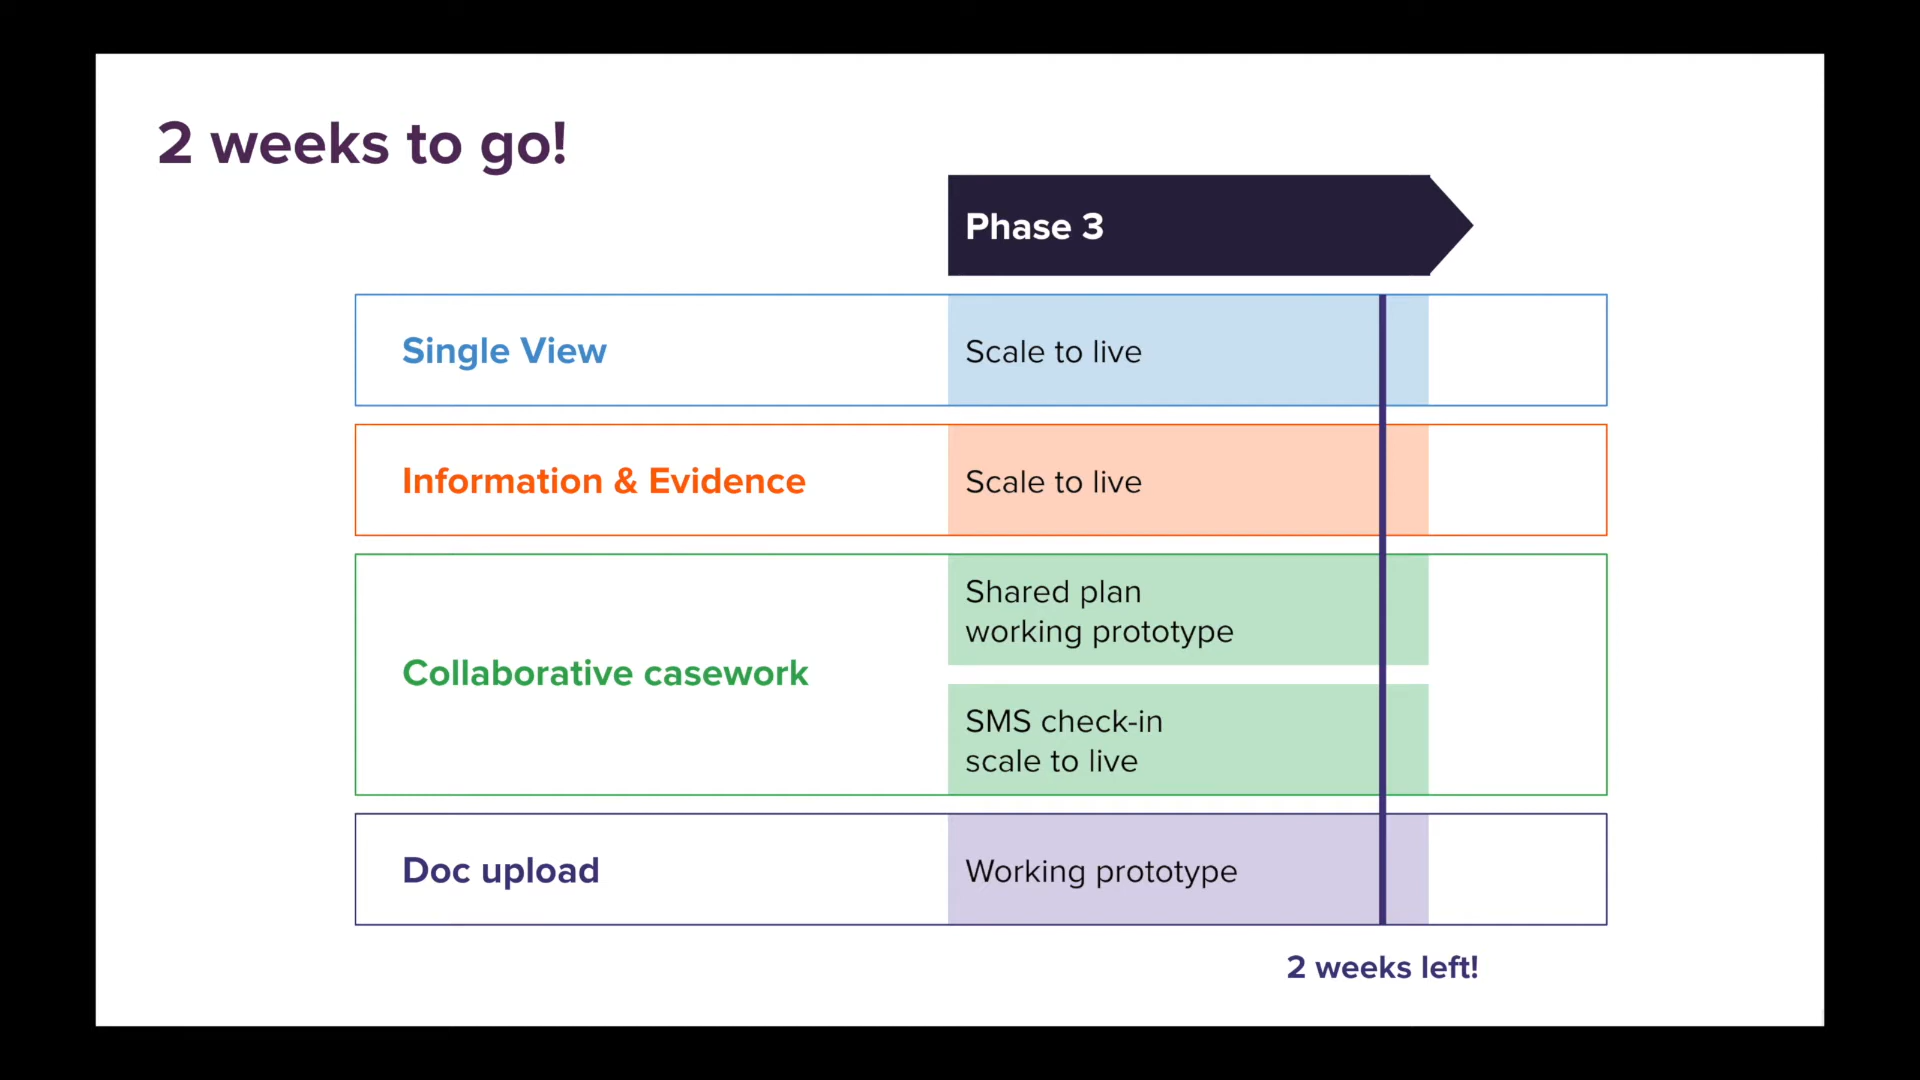 2 weeks to go!
Phase 3
Single View
Scale to live
Information & Evidence
Scale to live
Collaborative casework
Shared plan
working prototype
SMS check-in
scale to live
Doc upload
Working prototype
2 weeks left!